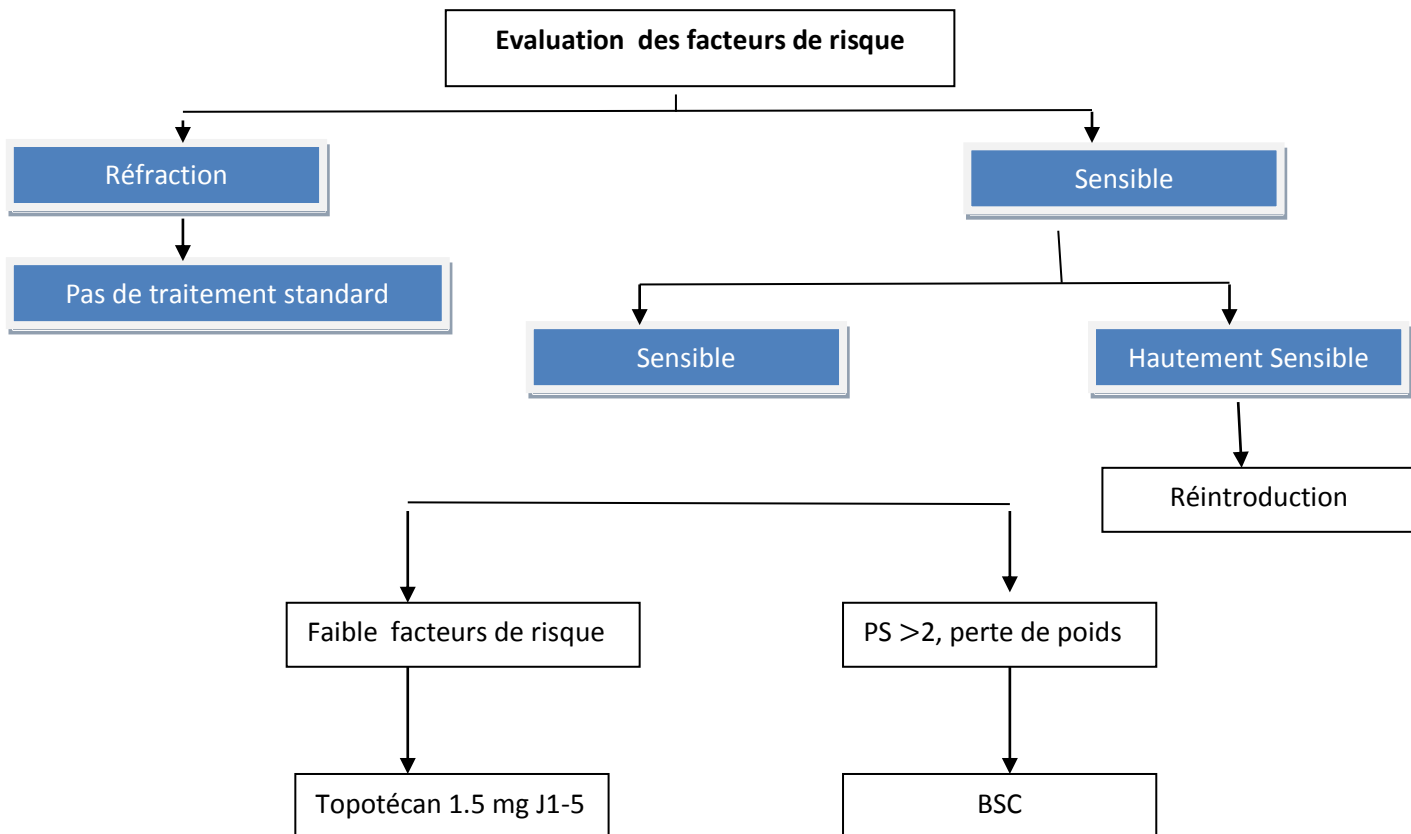 Evaluation des facteurs de risque
Réfraction
Sensible
Pas de traitement standard
Sensible
Hautement Sensible
Réintroduction
Faible facteurs de risque
PS >2, perte de poids
Topotécan 1.5 mg J1-5
BSC